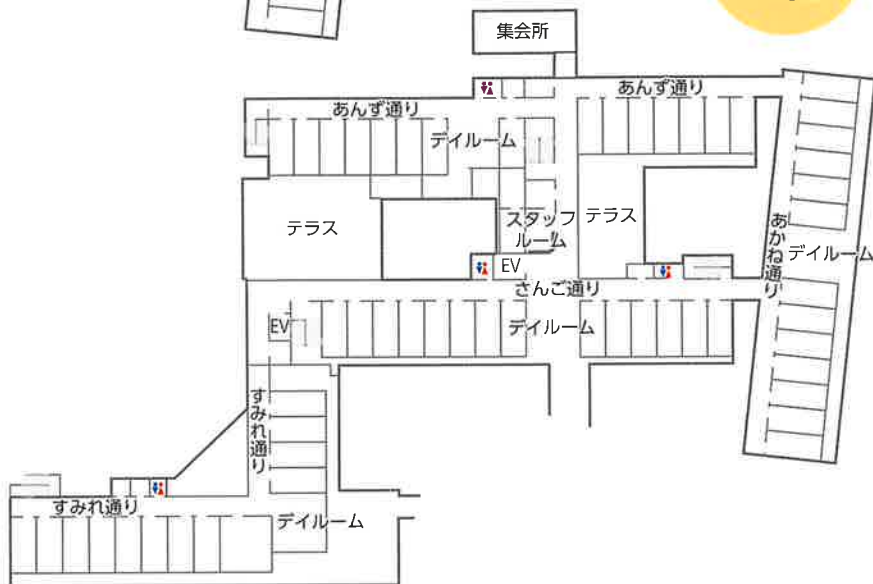 集会所
あんず通り
あんず通り
デイルーム
テラス
スタッフ
ルーム
テラス
あかね通り
デイルーム
EV
さんご通り
EV
デイルーム
すみれ通り
すみれ通り
デイルーム